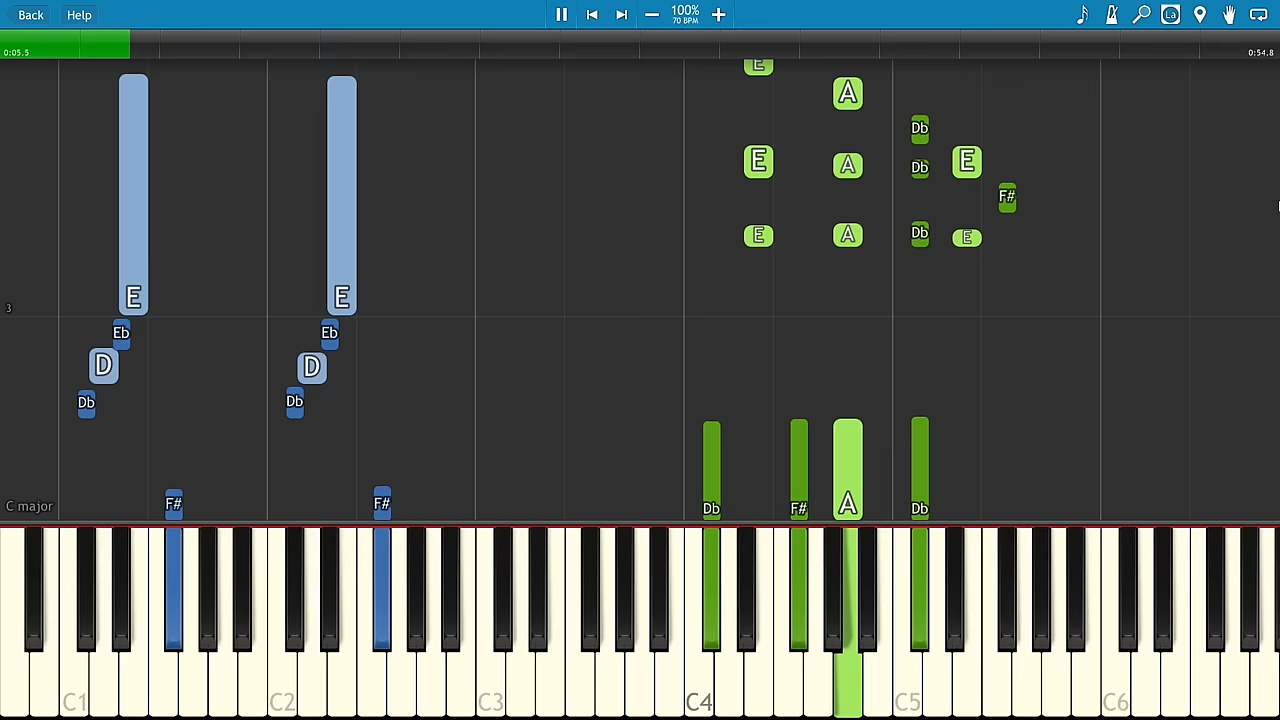 Back Help 100% La
70 BPM
0:05.5 0:54.8
E
A
Db
E A Db E
F#
E A Db E
E E
3
Eb Eb
D D
Db Db
C major F# F# Db F# A Db
C1 C2 C3 C4 C5 C6